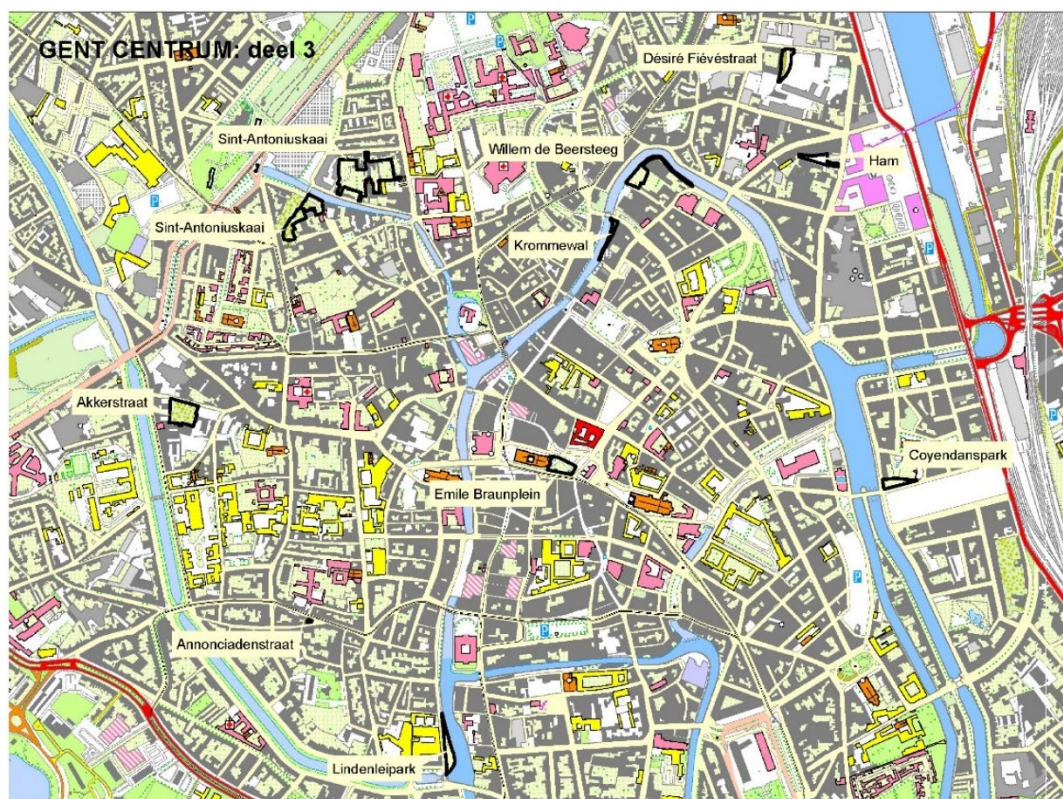 GENT CENTRUM: deel 3
Désiré Fiévéstraat
Sint-Antoniuskaai
Willem de Beersteeg
Ham
Sint-Antoniuskaai
Krommewal
Akkerstraat
Coyendanspark
Emile Braunplein
Annonciadenstraat
Lindenleipark
P
P
P
P
P
P
P